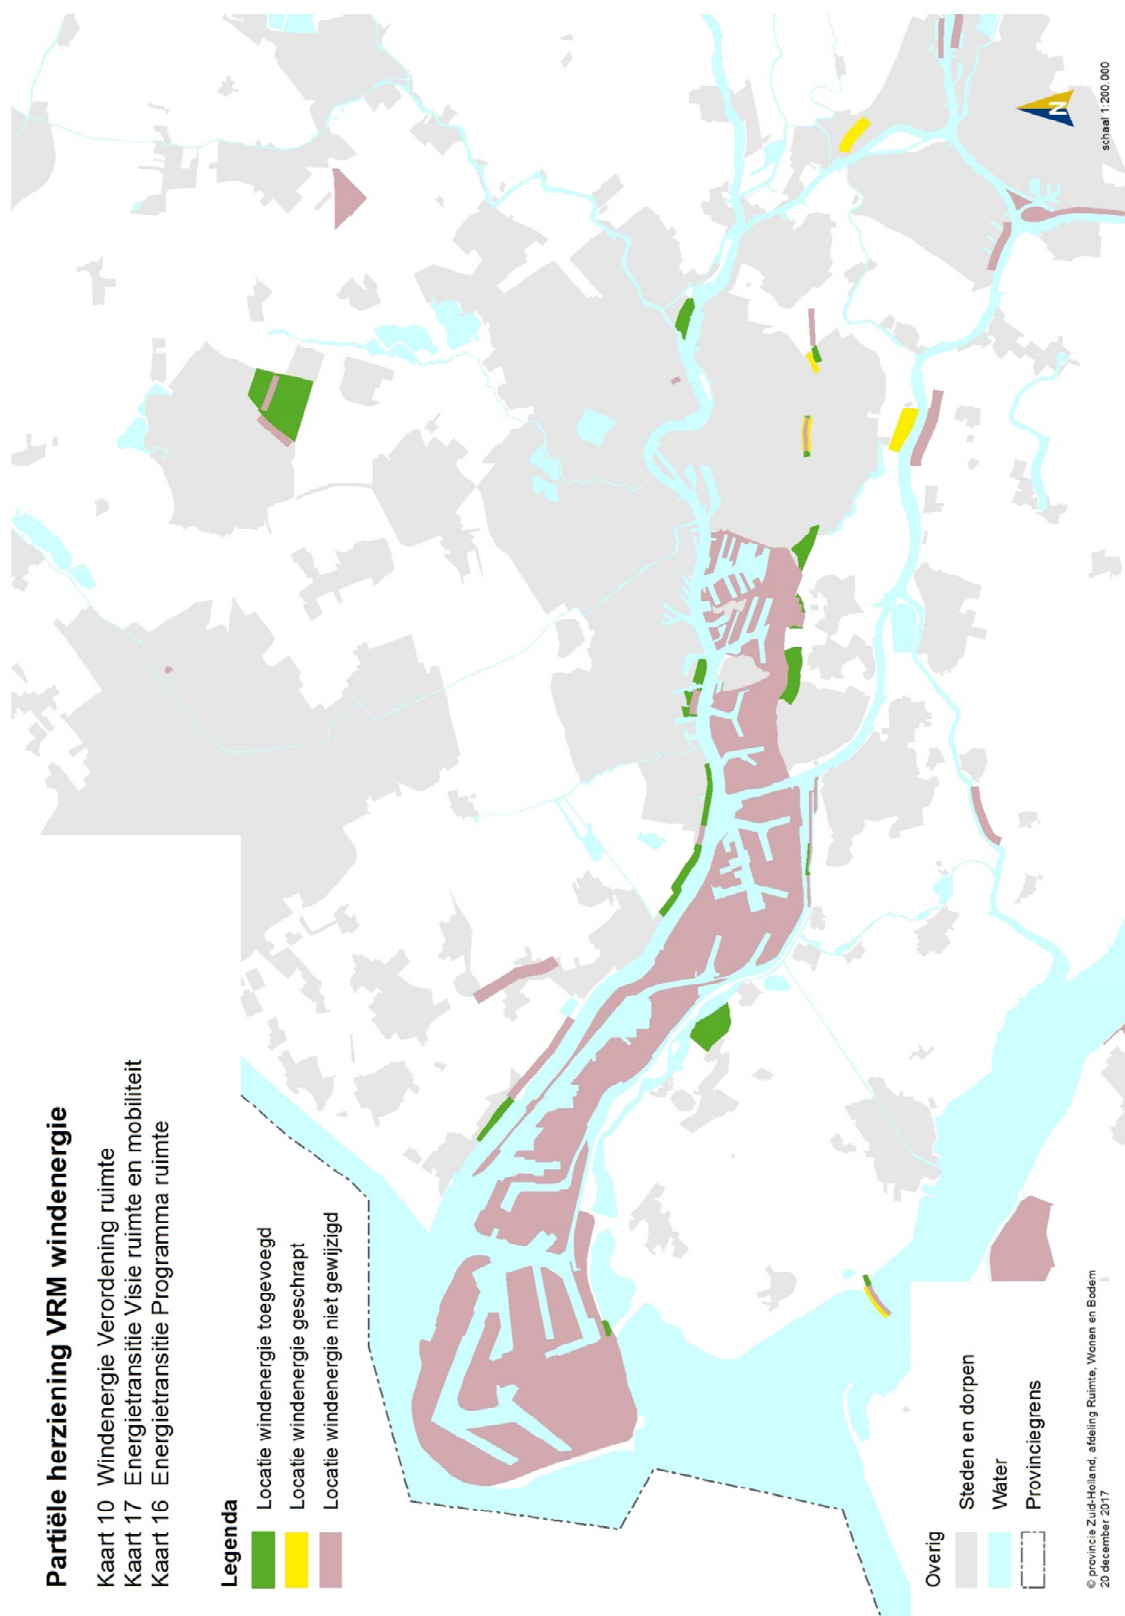 Partiële herziening VRM windenergie
Kaart 10 Windenergie Verordening ruimte
Kaart 17 Energietransitie Visie ruimte en mobiliteit
Kaart 16 Energietransitie Programma ruimte
Legenda
Locatie windenergie toegevoegd
Locatie windenergie geschrapt
Locatie windenergie niet gewijzigd
Overig
Steden en dorpen
Water
Provinciegrens
© provincie Zuid-Holland, afdeling Ruimte, Wonen en Bodem
20 december 2017
N
schaal 1:200.000